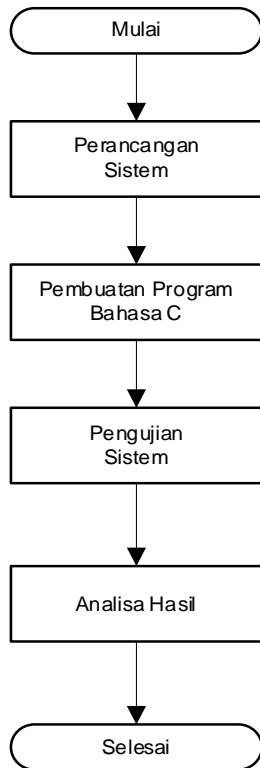 Mulai
Perancangan
Sistem
Pembuatan Program
Bahasa C
Pengujian
Sistem
Analisa Hasil
Selesai